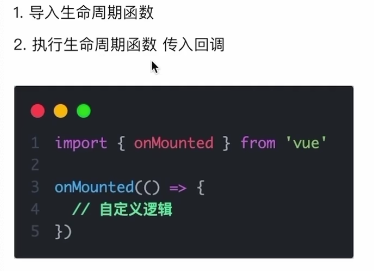 1. 导入生命周期函数
2. 执行生命周期函数 传入回调
1 import { onMounted } from 'vue'
2
3 onMounted(() => {
4 // 自定义逻辑
5 })